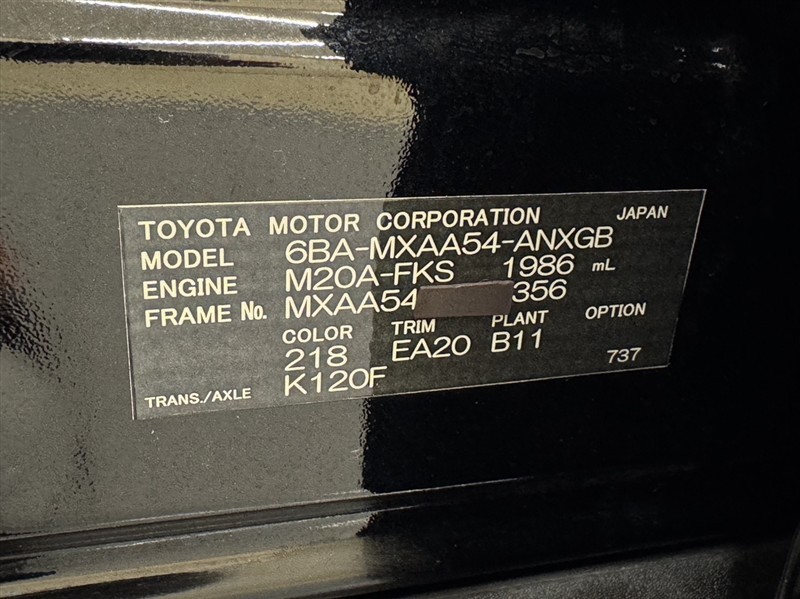 TOYOTA MOTOR CORPORATION JAPAN
MODEL 6BA-MXAA54-ANXGB
ENGINE M20A-FKS 1986 mL
FRAME No. MXAA54 356
COLOR TRIM PLANT OPTION
218 EA20 B11
TRANS./AXLE K120F 737